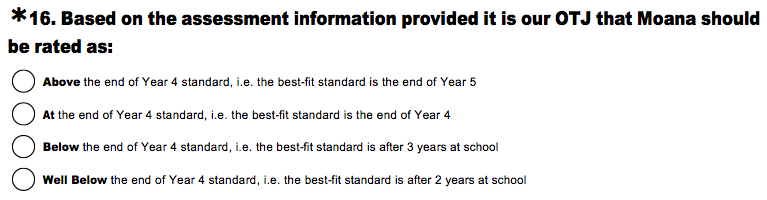 *16. Based on the assessment information provided it is our OTJ that Moana should
be rated as:
Above the end of Year 4 standard, i.e. the best-fit standard is the end of Year 5
At the end of Year 4 standard, i.e. the best-fit standard is the end of Year 4
Below the end of Year 4 standard, i.e. the best-fit standard is after 3 years at school
Well Below the end of Year 4 standard, i.e. the best-fit standard is after 2 years at school